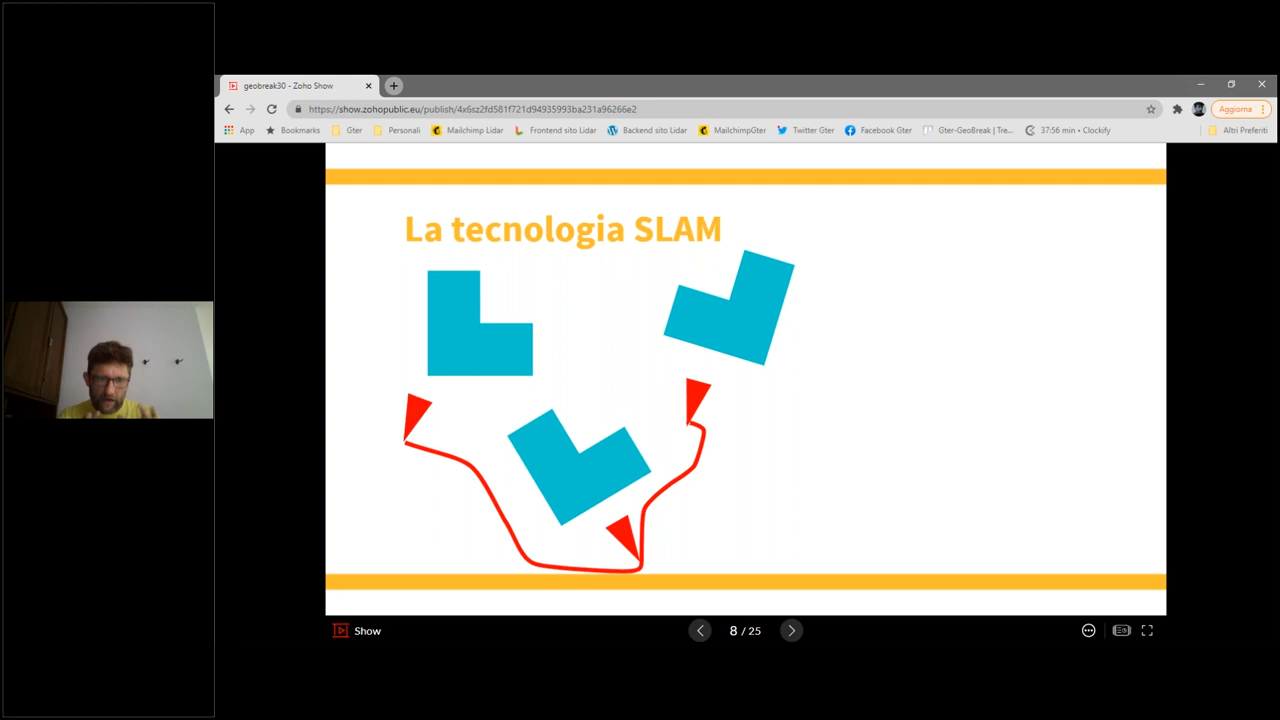 geobreak30 - Zoho Show
https://show.zohopublic.eu/publish/4x6sz2fd581f721d94935993ba231a96266e2
Aggiorna
App Bookmarks Gter Personali Mailchimp Lidar Frontend sito Lidar Backend sito Lidar MailchimpGter Twitter Gter Facebook Gter Gter-GeoBreak | Tre... 37:56 min • Clockify Altri Preferiti
La tecnologia SLAM
Show 8 / 25